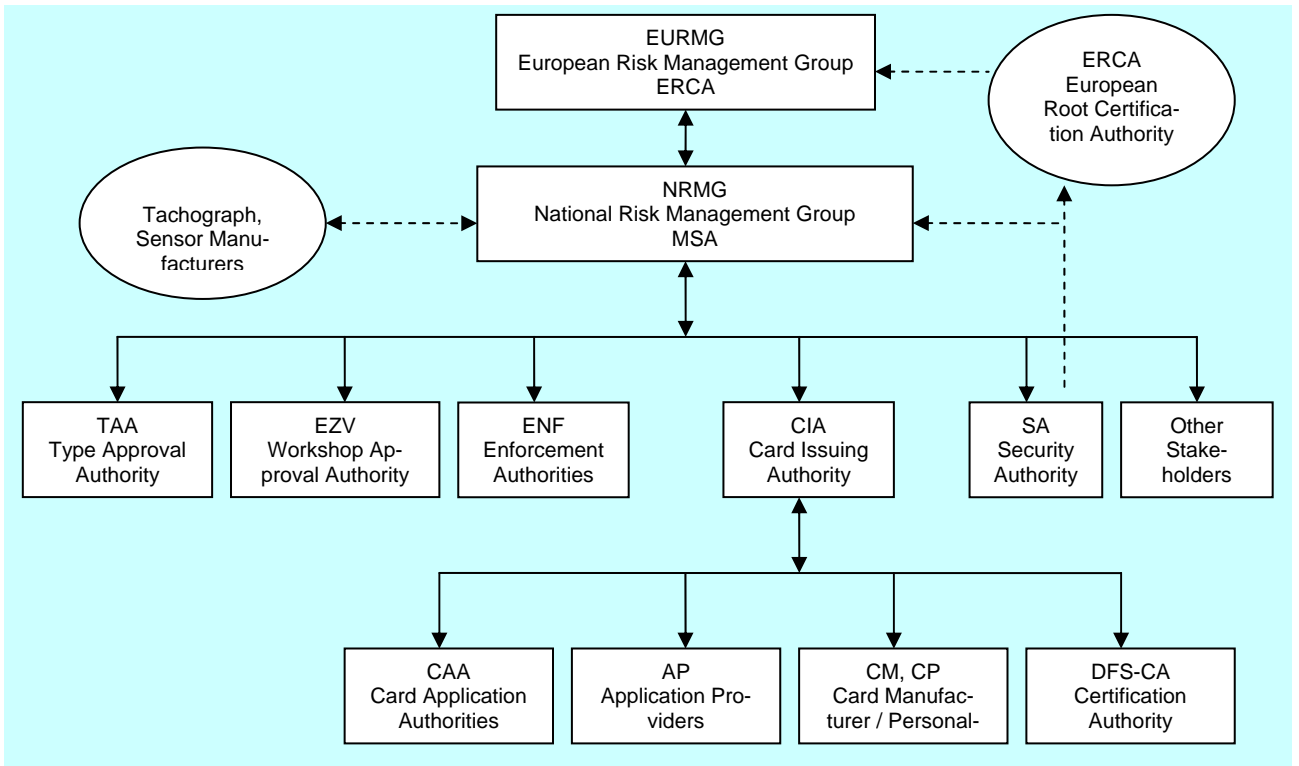 EURMG
European Risk Management Group
ERCA
ERCA
European
Root Certifica-
tion Authority
NRMG
National Risk Management Group
MSA
Tachograph,
Sensor Manu-
facturers
TAA
Type Approval
Authority
EZV
Workshop Ap-
proval Authority
ENF
Enforcement
Authorities
CIA
Card Issuing
Authority
SA
Security
Authority
Other
Stake-
holders
CAA
Card Application
Authorities
AP
Application Pro-
viders
CM, CP
Card Manufac-
turer / Personal-
DFS-CA
Certification
Authority